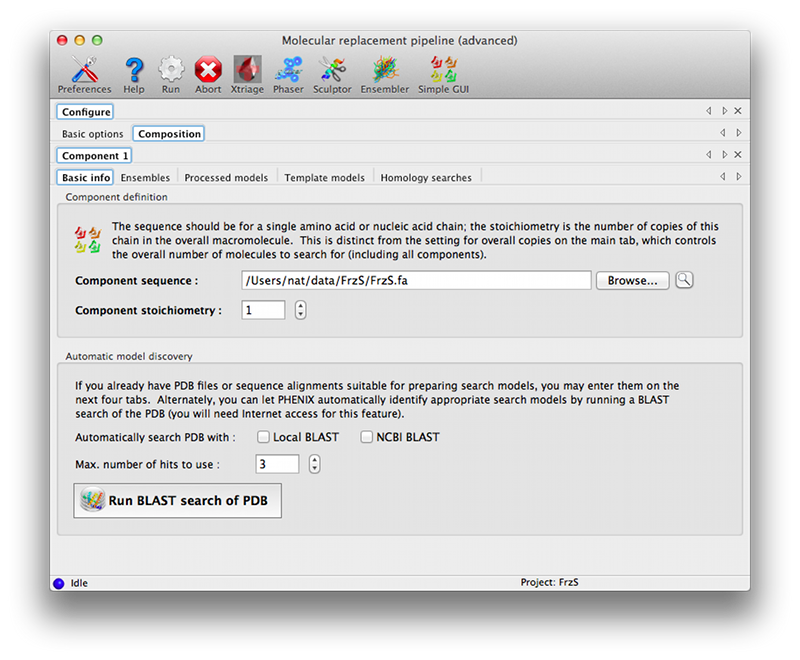 Molecular replacement pipeline (advanced)
Preferences Help Run Abort Xtriage Phaser Sculptor Ensembler Simple GUI
Configure
Basic options Composition
Component 1
Basic info Ensembles Processed models Template models Homology searches
Component definition
The sequence should be for a single amino acid or nucleic acid chain; the stoichiometry is the number of copies of this
chain in the overall macromolecule. This is distinct from the setting for overall copies on the main tab, which controls
the overall number of molecules to search for (including all components).
Component sequence : /Users/nat/data/FrzS/FrzS.fa Browse...
Component stoichiometry : 1
Automatic model discovery
If you already have PDB files or sequence alignments suitable for preparing search models, you may enter them on the
next four tabs. Alternately, you can let PHENIX automatically identify appropriate search models by running a BLAST
search of the PDB (you will need Internet access for this feature).
Automatically search PDB with : Local BLAST NCBI BLAST
Max. number of hits to use : 3
Run BLAST search of PDB
Idle Project: FrzS